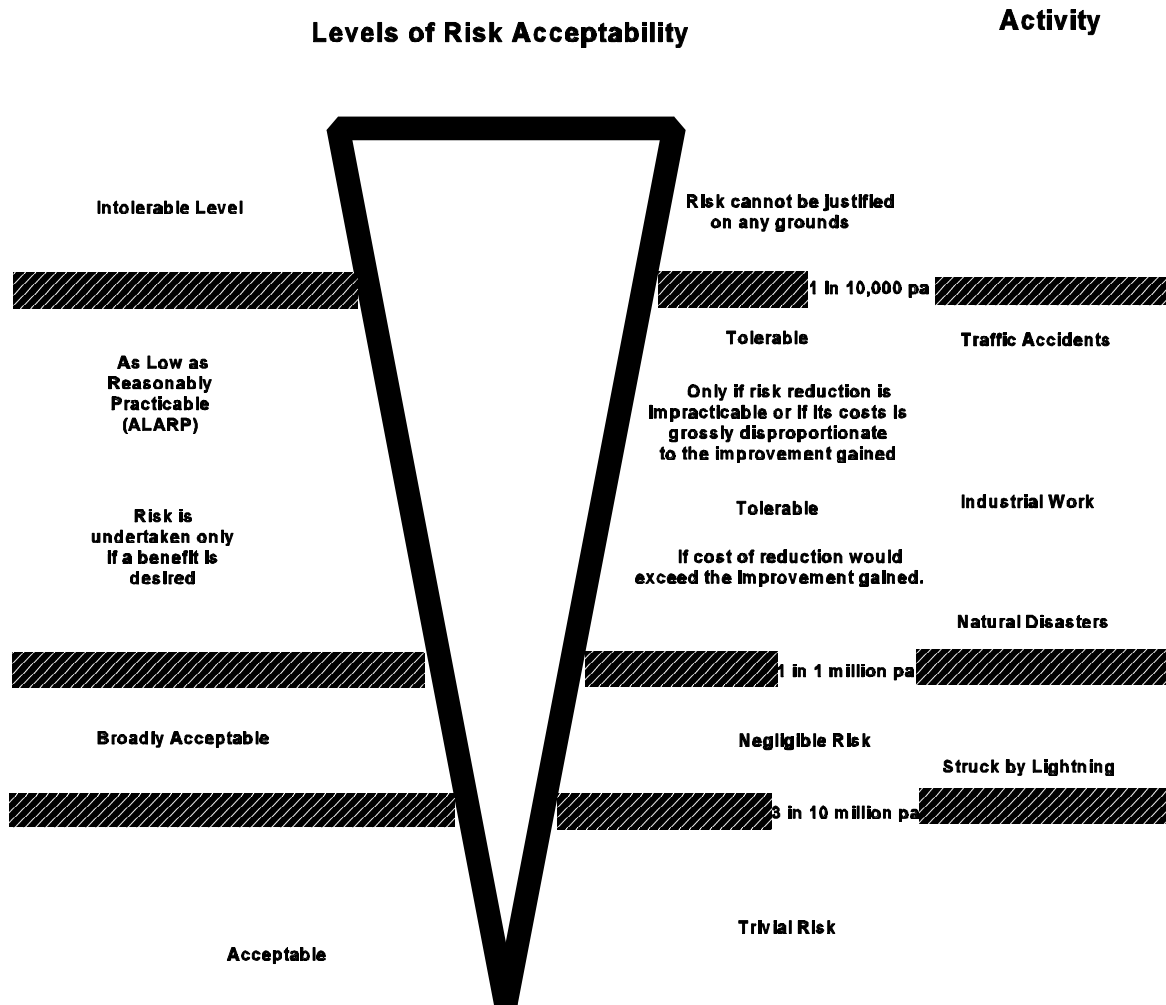 Levels of Risk Acceptability
Activity
Intolerable Level
Risk cannot be justified
on any grounds
1 in 10,000 pa
As Low as
Reasonably
Practicable
(ALARP)
Tolerable
Traffic Accidents
Only if risk reduction is
impracticable or if its costs is
grossly disproportionate
to the improvement gained
Risk is
undertaken only
if a benefit is
desired
Tolerable
Industrial Work
If cost of reduction would
exceed the improvement gained.
Natural Disasters
1 in 1 million pa
Broadly Acceptable
Negligible Risk
Struck by Lightning
3 in 10 million pa
Acceptable
Trivial Risk